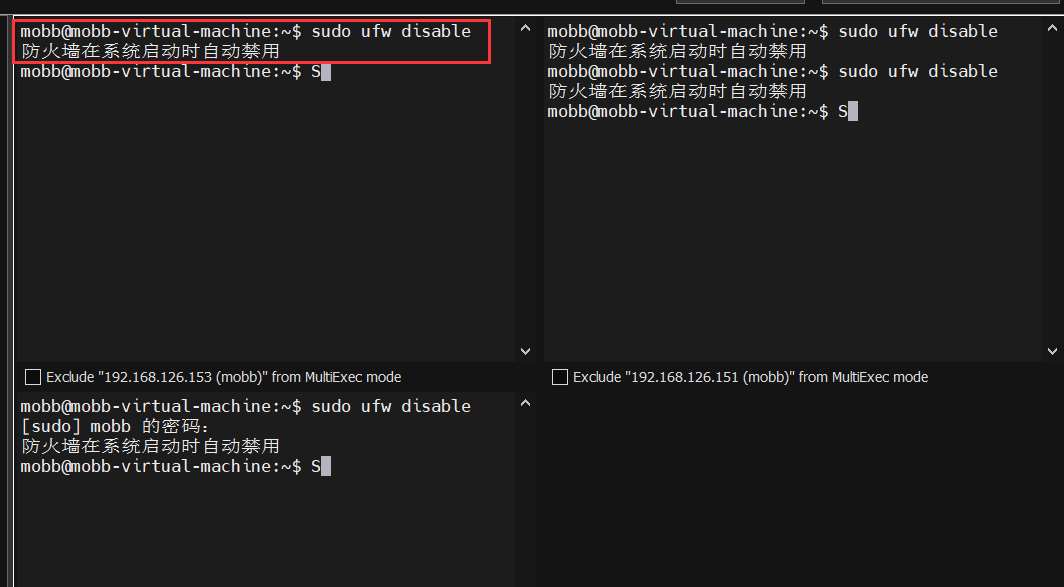 mobb@mobb-virtual-machine:~$ sudo ufw disable
防火墙在系统启动时自动禁用
mobb@mobb-virtual-machine:~$ S
Exclude "192.168.126.153 (mobb)" from MultiExec mode
mobb@mobb-virtual-machine:~$ sudo ufw disable
防火墙在系统启动时自动禁用
mobb@mobb-virtual-machine:~$ sudo ufw disable
防火墙在系统启动时自动禁用
mobb@mobb-virtual-machine:~$ S
Exclude "192.168.126.151 (mobb)" from MultiExec mode
mobb@mobb-virtual-machine:~$ sudo ufw disable
[sudo] mobb 的密码：
防火墙在系统启动时自动禁用
mobb@mobb-virtual-machine:~$ S